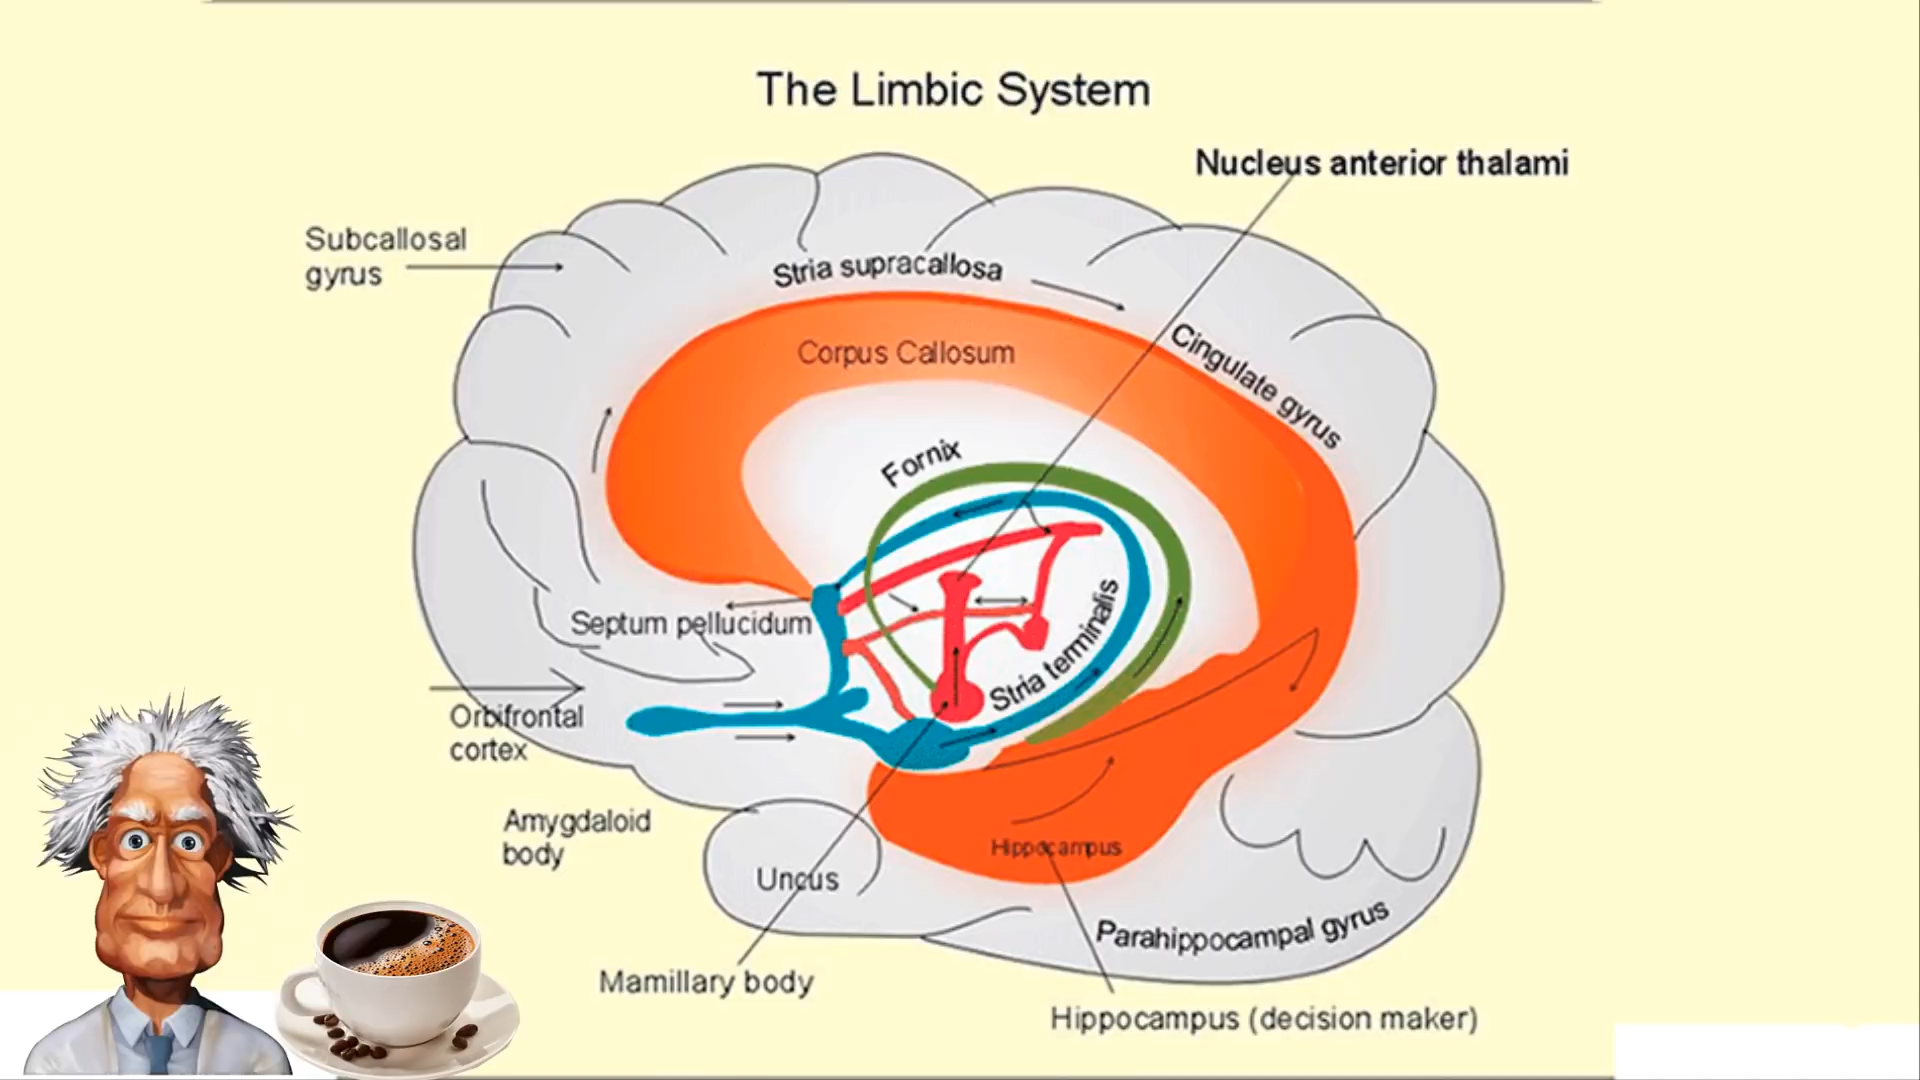 The Limbic System
Nucleus anterior thalami
Subcallosal
gyrus
Stria supracallosa
Corpus Callosum
Cingulate gyrus
Fornix
Septum pellucidum
Stria terminalis
Orbifrontal
cortex
Amygdaloid
body
Hippocampus
Uncus
Parahippocampal gyrus
Mamillary body
Hippocampus (decision maker)